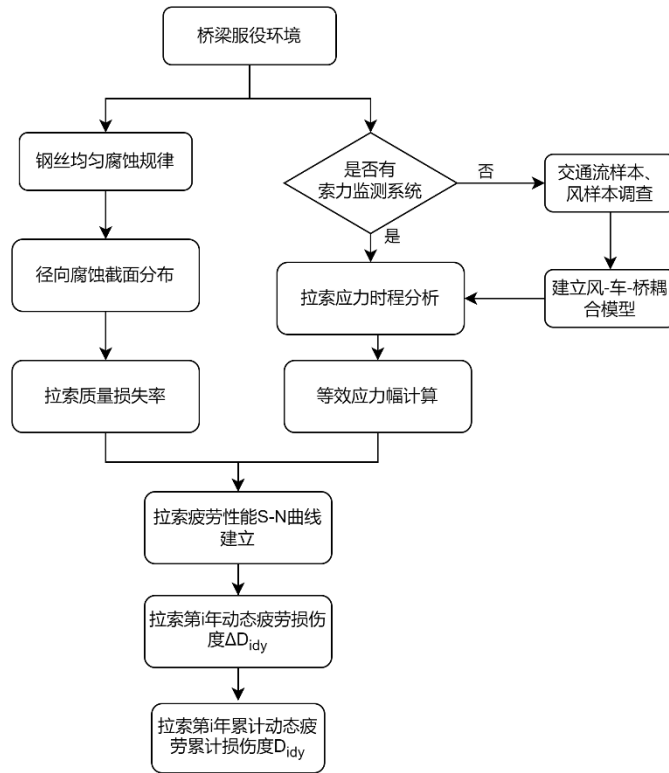 桥梁服役环境
钢丝均匀腐蚀规律
是否有
索力监测系统
否
交通流样本、
风样本调查
是
径向腐蚀截面分布
拉索应力时程分析
建立风-车-桥耦
合模型
拉索质量损失率
等效应力幅计算
拉索疲劳性能S-N曲线
建立
拉索第i年动态疲劳损伤
度ΔD_idy
拉索第i年累计动态疲
劳累计损伤度D_idy